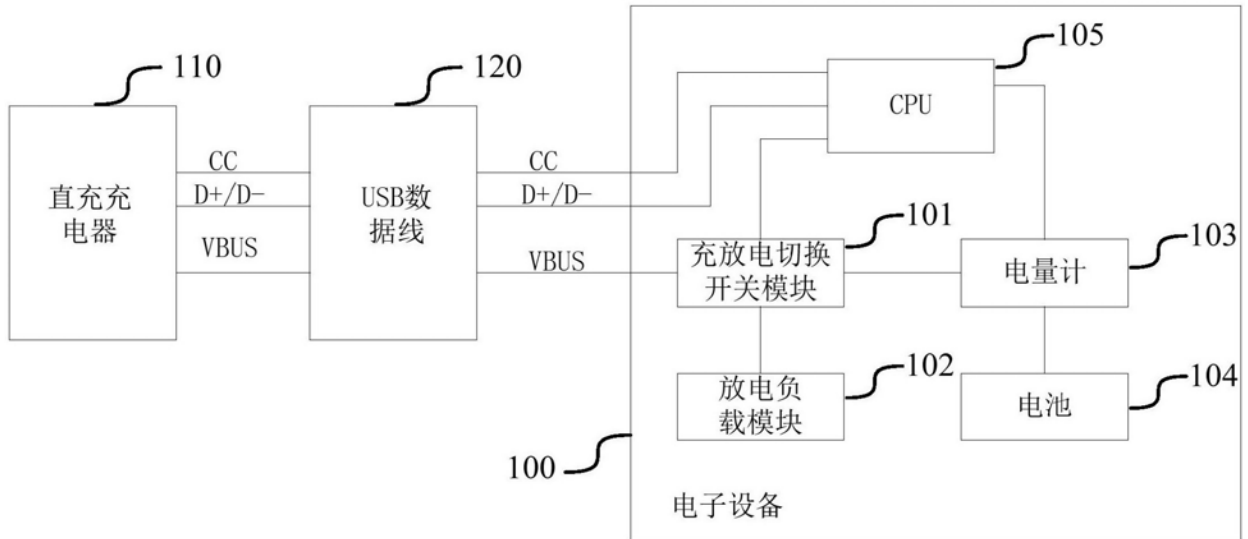 110
120
105
CPU
CC
CC
直充充
电器
D+/D-
USB数
据线
D+/D-
101
103
VBUS
VBUS
充放电切换
开关模块
电量计
102
104
放电负
载模块
电池
100
电子设备